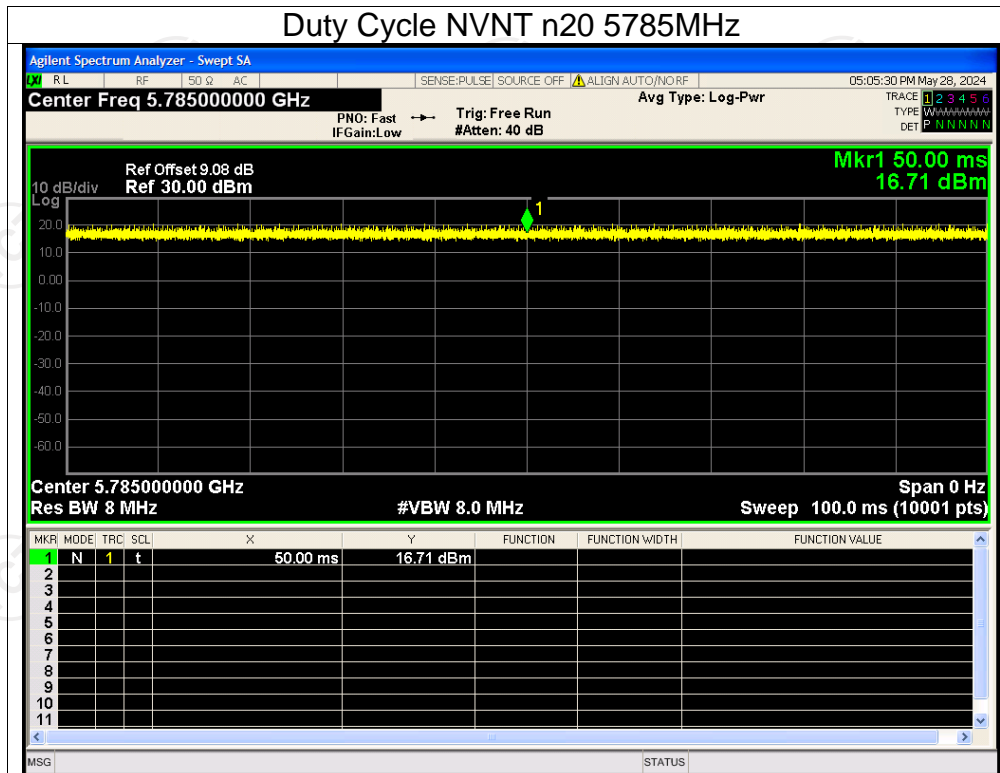 Duty Cycle NVNT n20 5785MHz
Agilent Spectrum Analyzer - Swept SA
LXI RL RF 50 Ω AC SENSE:PULSE SOURCE OFF ALIGN AUTO/NO RF 05:05:30 PM May 28, 2024
Center Freq 5.785000000 GHz Avg Type: Log-Pwr TRACE 1 2 3 4 5 6
PNO: Fast Trig: Free Run TYPE WWWWWW
IFGain:Low #Atten: 40 dB DET P N N N N N
Ref Offset 9.08 dB Mkr1 50.00 ms
10 dB/div Ref 30.00 dBm 16.71 dBm
Log
1
20.0
10.0
0.00
-10.0
-20.0
-30.0
-40.0
-50.0
-60.0
Center 5.785000000 GHz Span 0 Hz
Res BW 8 MHz #VBW 8.0 MHz Sweep 100.0 ms (10001 pts)
MKR MODE TRC SCL X Y FUNCTION FUNCTION WIDTH FUNCTION VALUE
1 N 1 t 50.00 ms 16.71 dBm
2
3
4
5
6
7
8
9
10
11
MSG STATUS